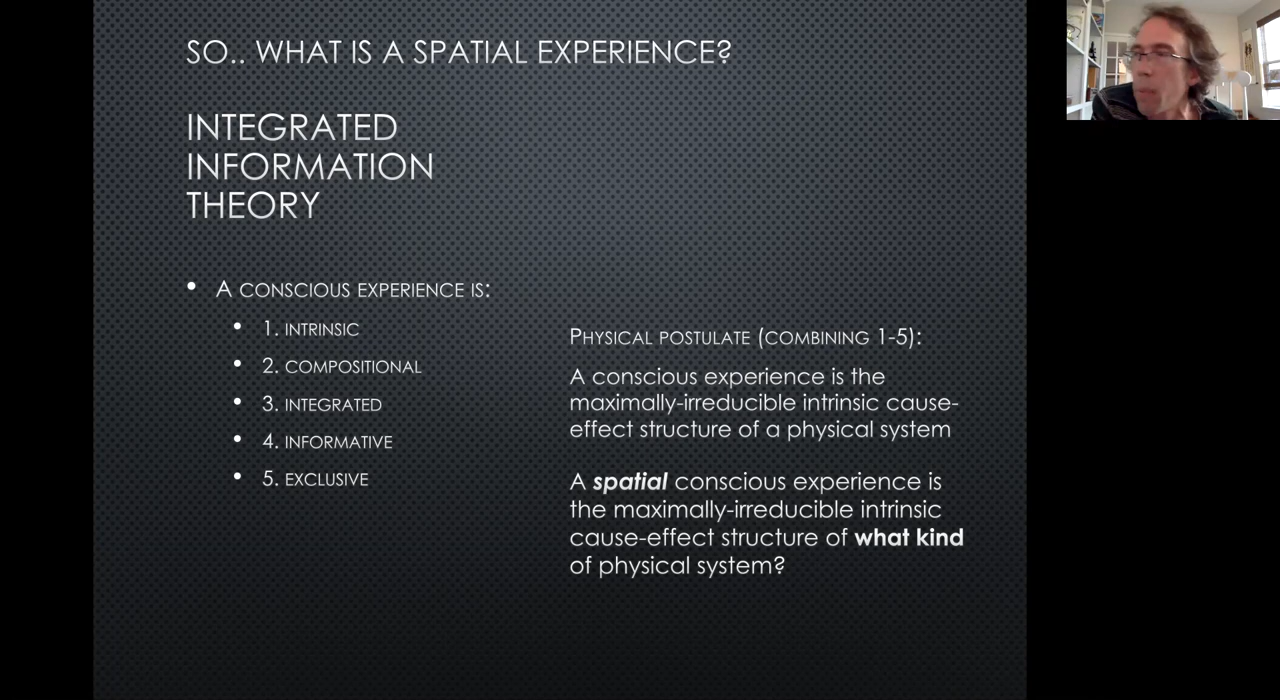 SO.. WHAT IS A SPATIAL EXPERIENCE?
INTEGRATED
INFORMATION
THEORY
• A CONSCIOUS EXPERIENCE IS:
• 1. INTRINSIC
• 2. COMPOSITIONAL
• 3. INTEGRATED
• 4. INFORMATIVE
• 5. EXCLUSIVE
PHYSICAL POSTULATE (COMBINING 1-5):
A conscious experience is the
maximally-irreducible intrinsic cause-
effect structure of a physical system
A spatial conscious experience is
the maximally-irreducible intrinsic
cause-effect structure of what kind
of physical system?